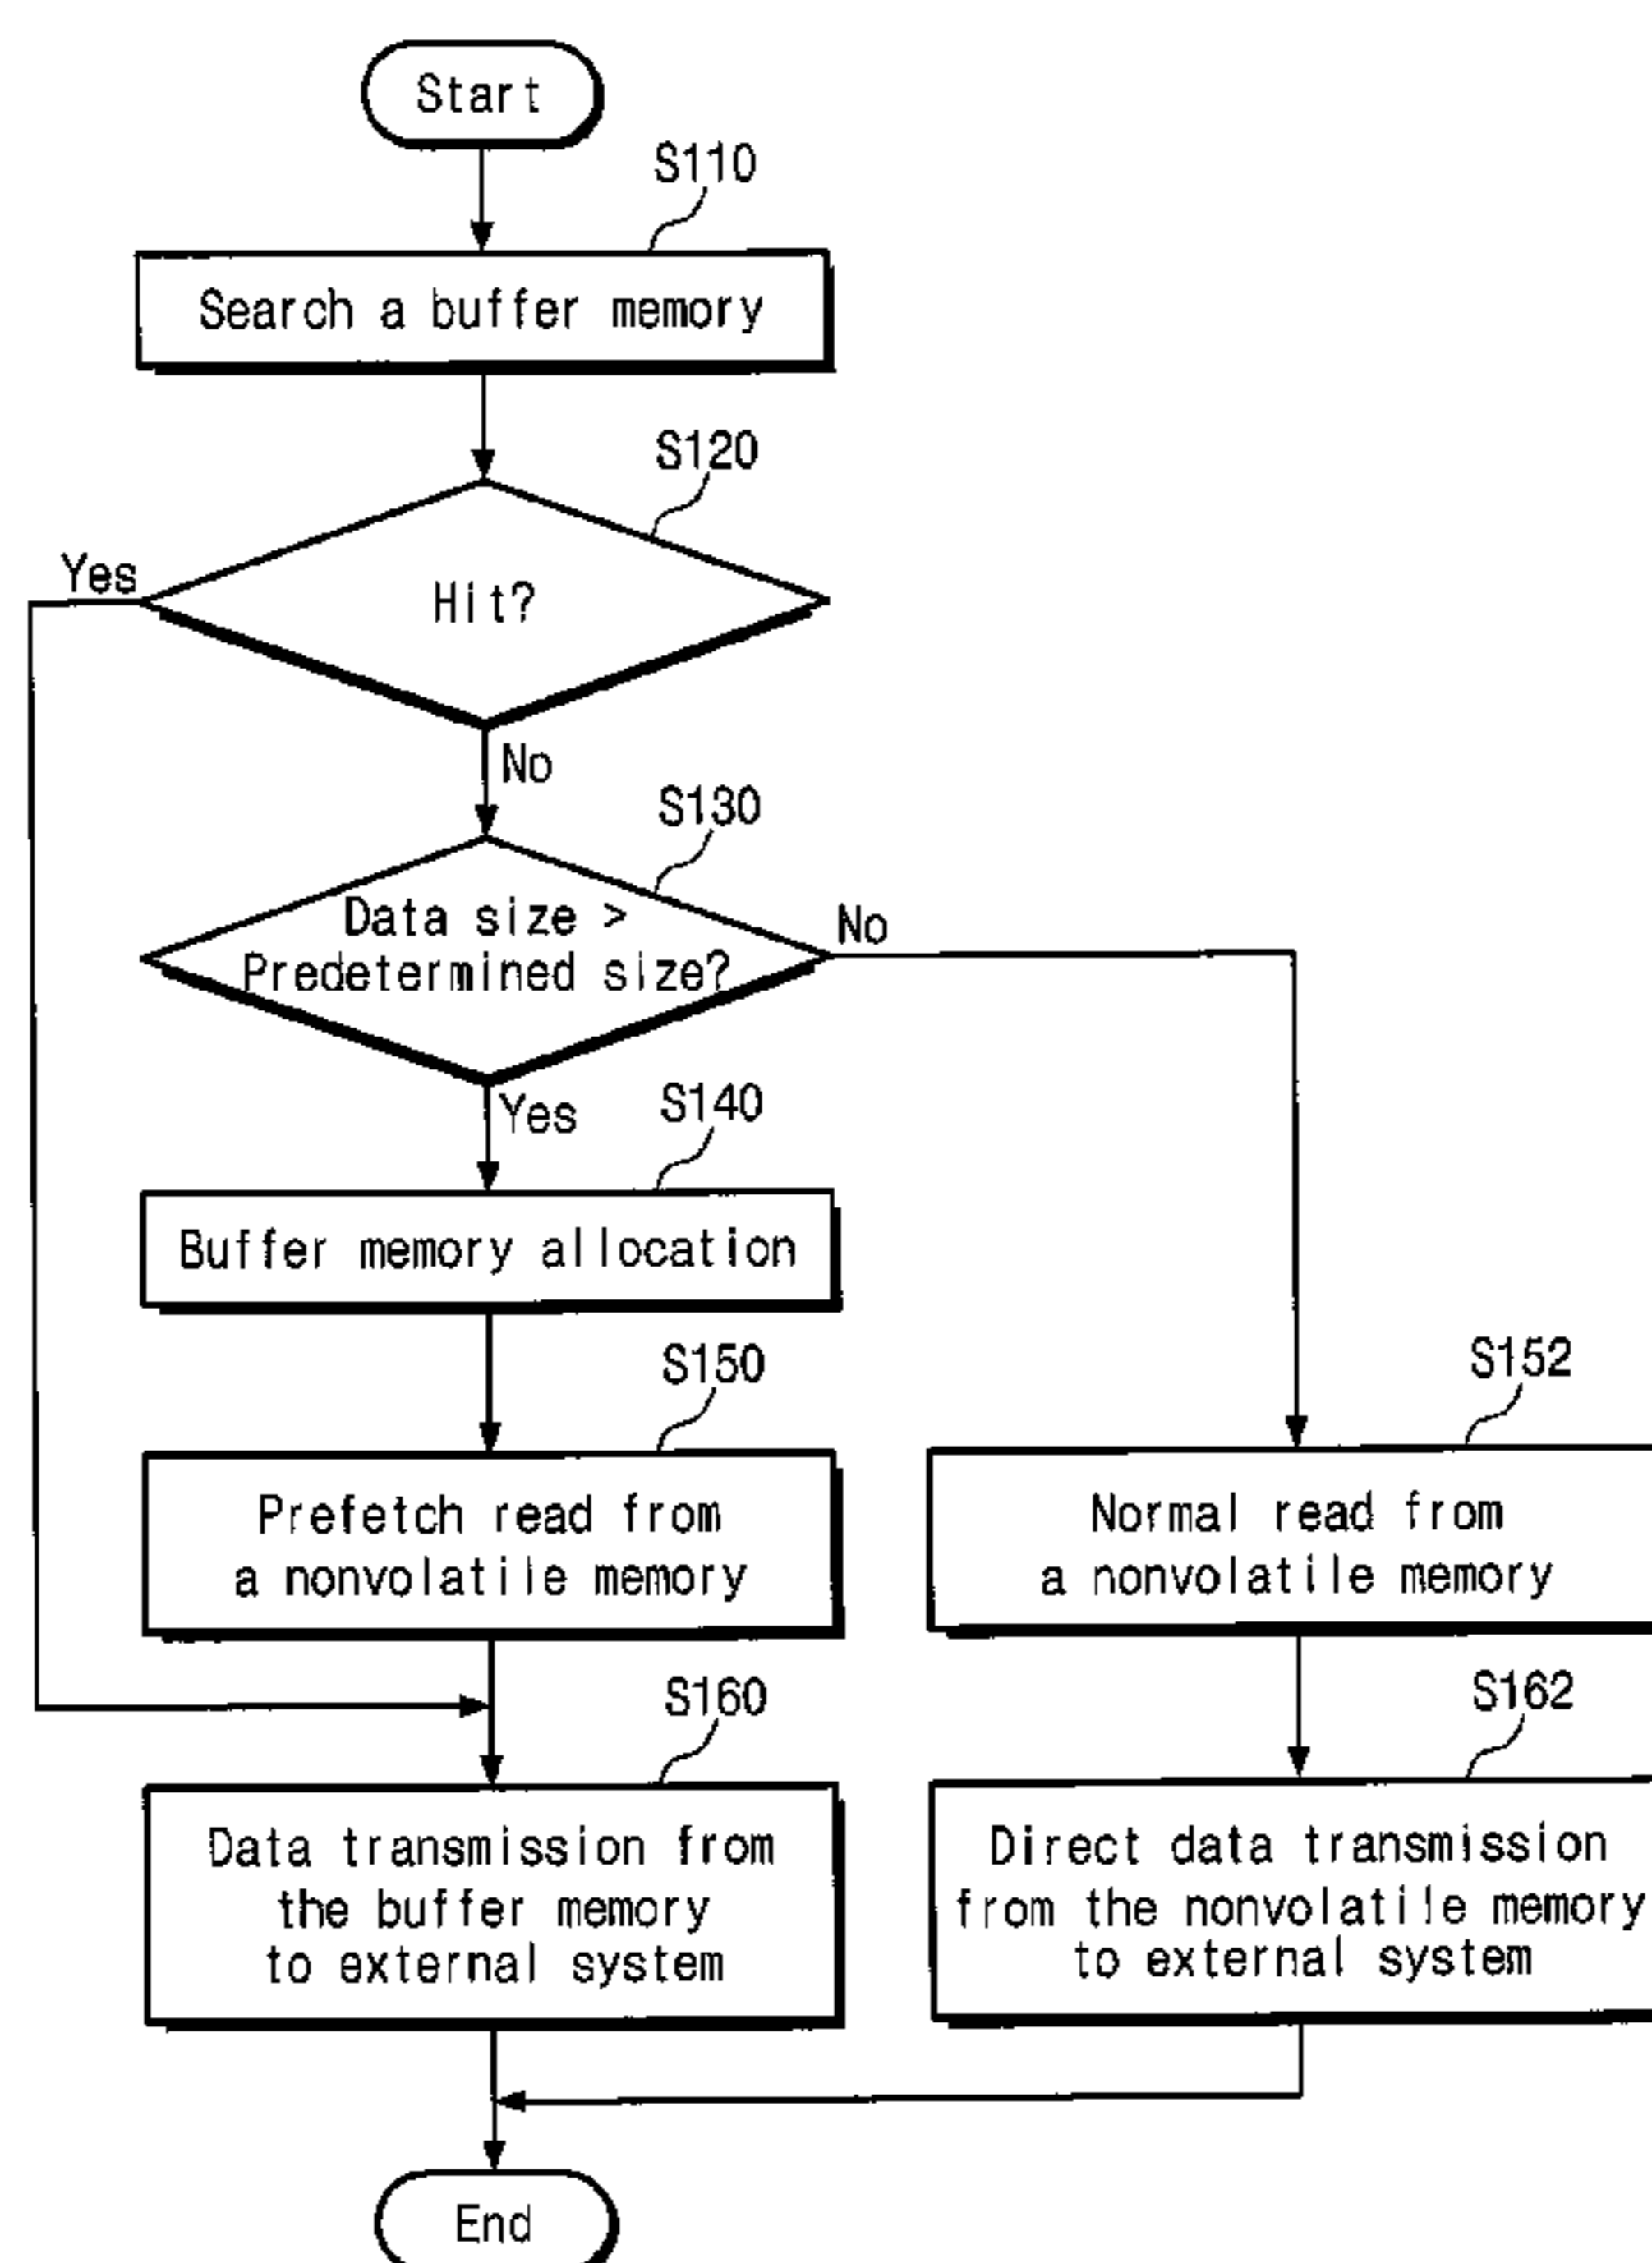 Start
S110
Search a buffer memory
S120
Yes
Hit?
No
S130
Data size >
Predetermined size?
No
Yes
S140
Buffer memory allocation
S150
Prefetch read from
a nonvolatile memory
S152
Normal read from
a nonvolatile memory
S160
Data transmission from
the buffer memory
to external system
S162
Direct data transmission
from the nonvolatile memory
to external system
End